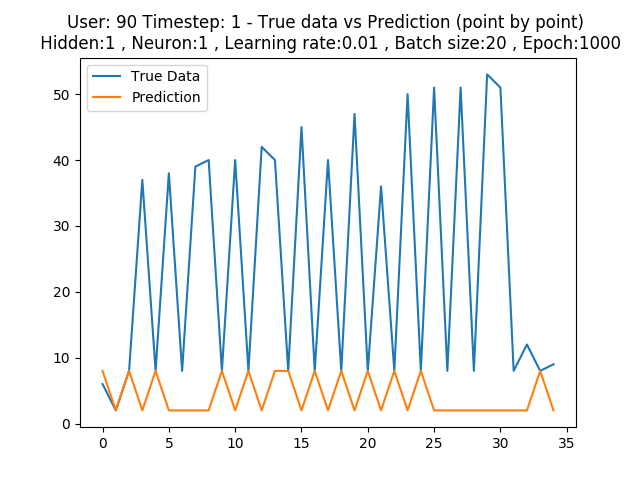 User: 90 Timestep: 1 - True data vs Prediction (point by point)
Hidden:1 , Neuron:1 , Learning rate:0.01 , Batch size:20 , Epoch:1000
True Data
Prediction
50
40
30
20
10
0
0 5 10 15 20 25 30 35